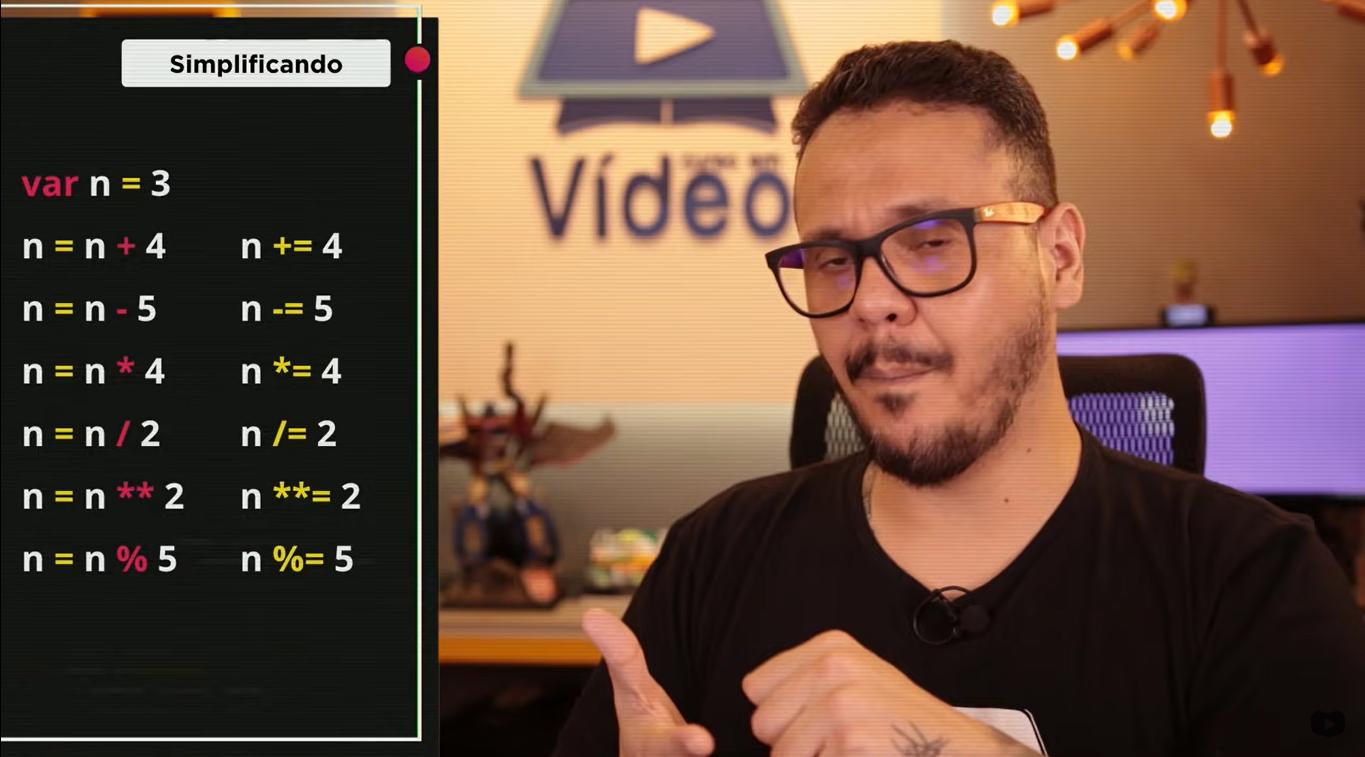 Simplificando
var n = 3
n = n + 4 n += 4
n = n - 5 n -= 5
n = n * 4 n *= 4
n = n / 2 n /= 2
n = n ** 2 n **= 2
n = n % 5 n %= 5
Vídeo